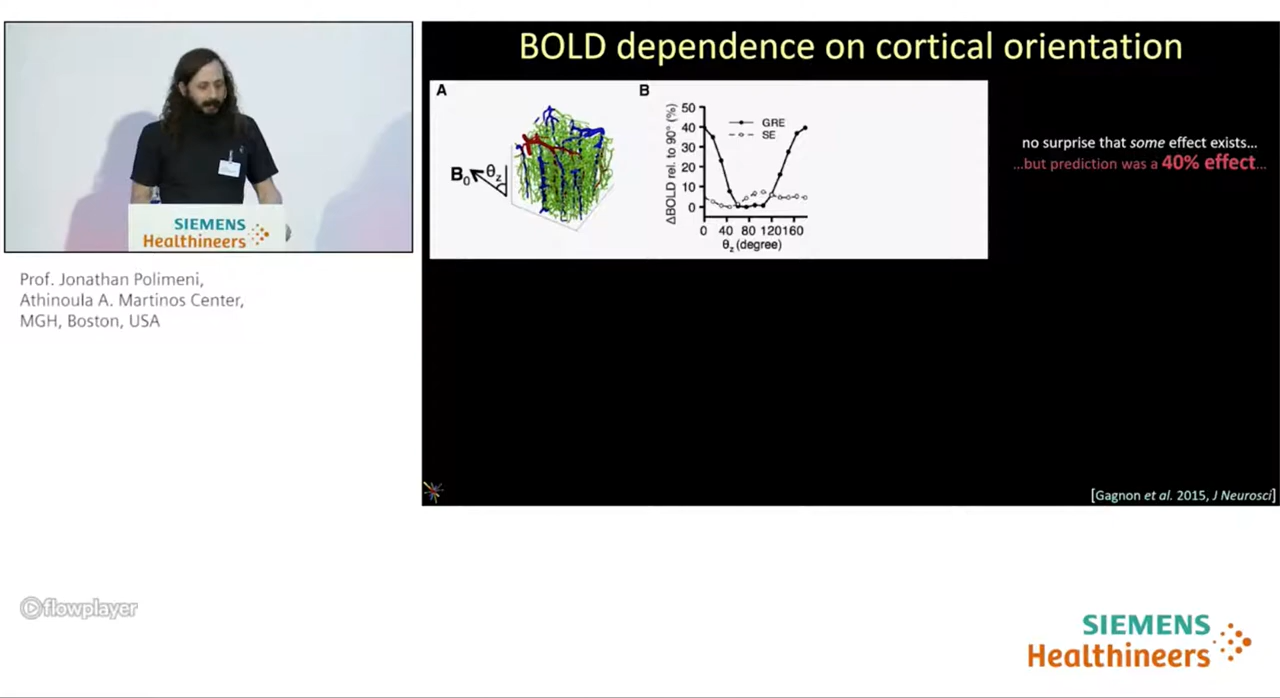 SIEMENS
Healthineers
Prof. Jonathan Polimeni,
Athinoula A. Martinos Center,
MGH, Boston, USA
BOLD dependence on cortical orientation
A
B₀
θz
B
ΔBOLD rel. to 90° (%)
50
40
30
20
10
0
GRE
SE
0 40 80 120 160
θz (degree)
no surprise that some effect exists...
...but prediction was a 40% effect...
[Gagnon et al. 2015, J Neurosci]
flowplayer
SIEMENS
Healthineers